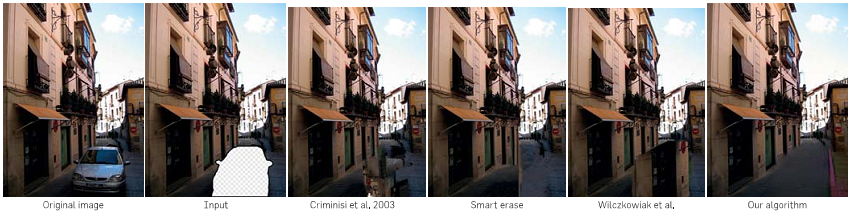 Original image
Input
Criminisi et al, 2003
Smart erase
Wilczkowiak et al,
Our algorithm